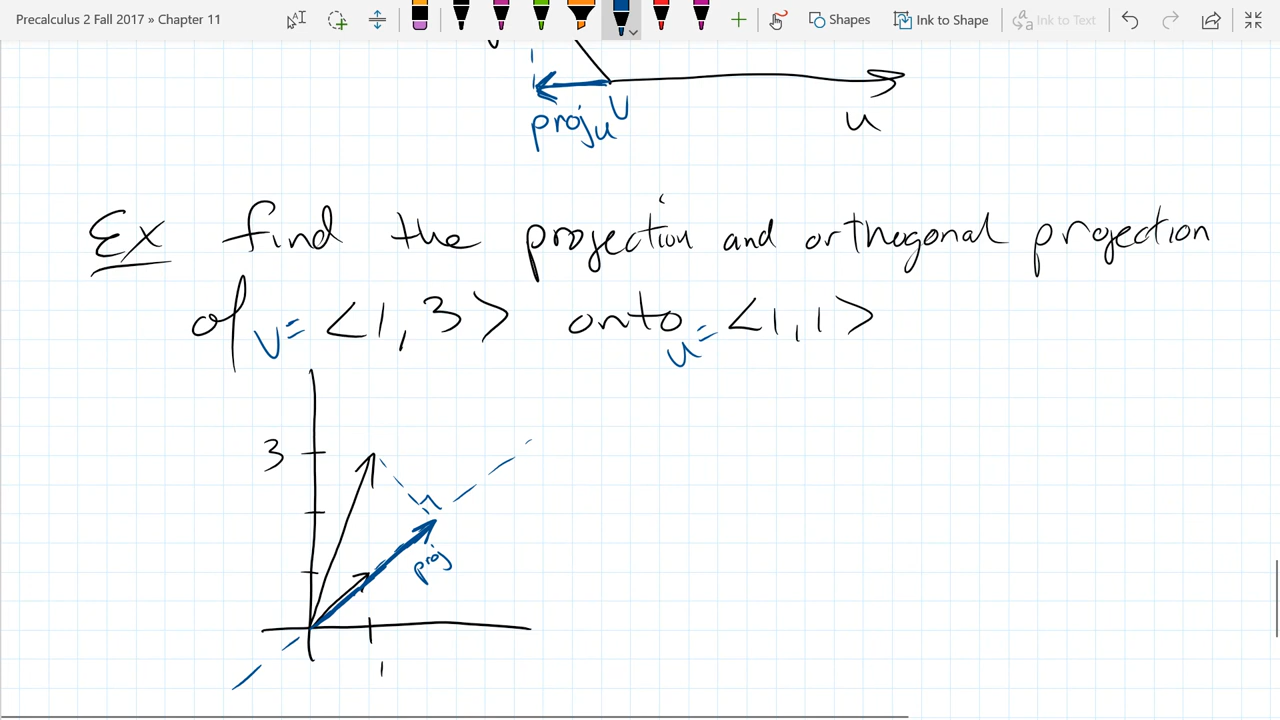 Precalculus 2 Fall 2017 » Chapter 11
Shapes
Ink to Shape
Ink to Text
v
proj_u v
u
Ex find the projection and orthogonal projection
of v= <1, 3> onto u= <1, 1>
3
proj
1